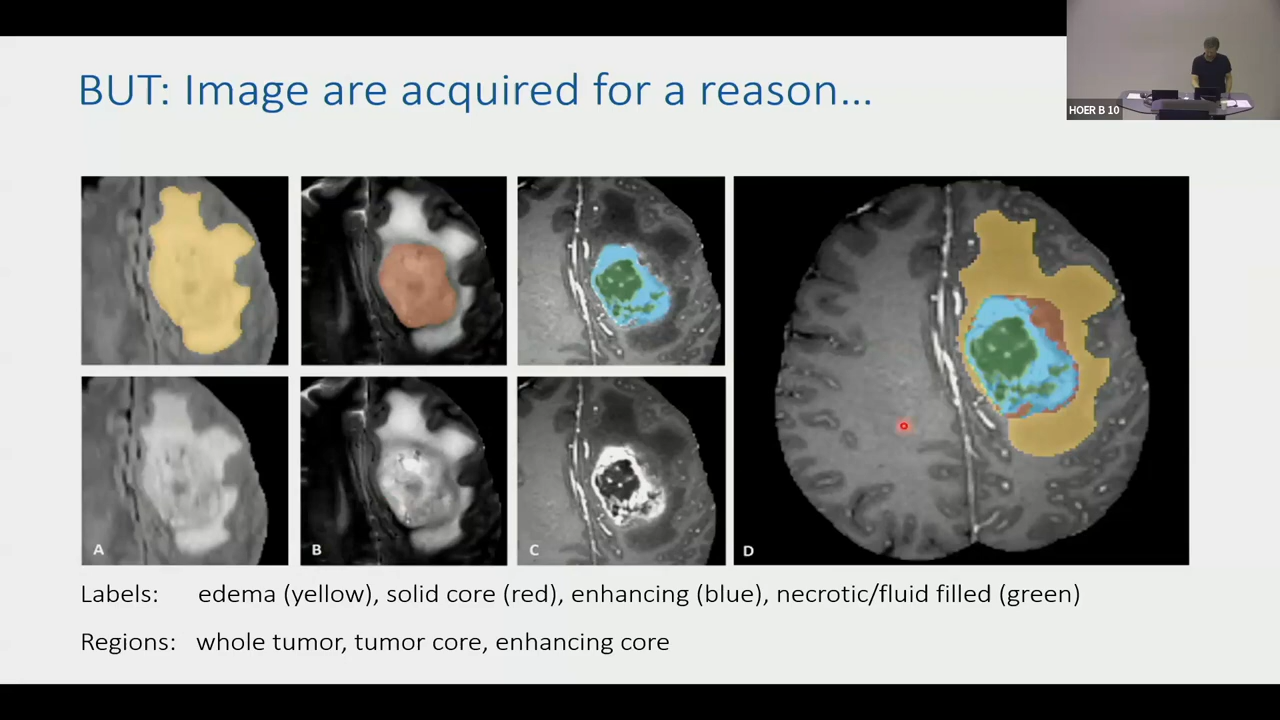 BUT: Image are acquired for a reason...
HOER B 10
A
B
C
D
Labels: edema (yellow), solid core (red), enhancing (blue), necrotic/fluid filled (green)
Regions: whole tumor, tumor core, enhancing core